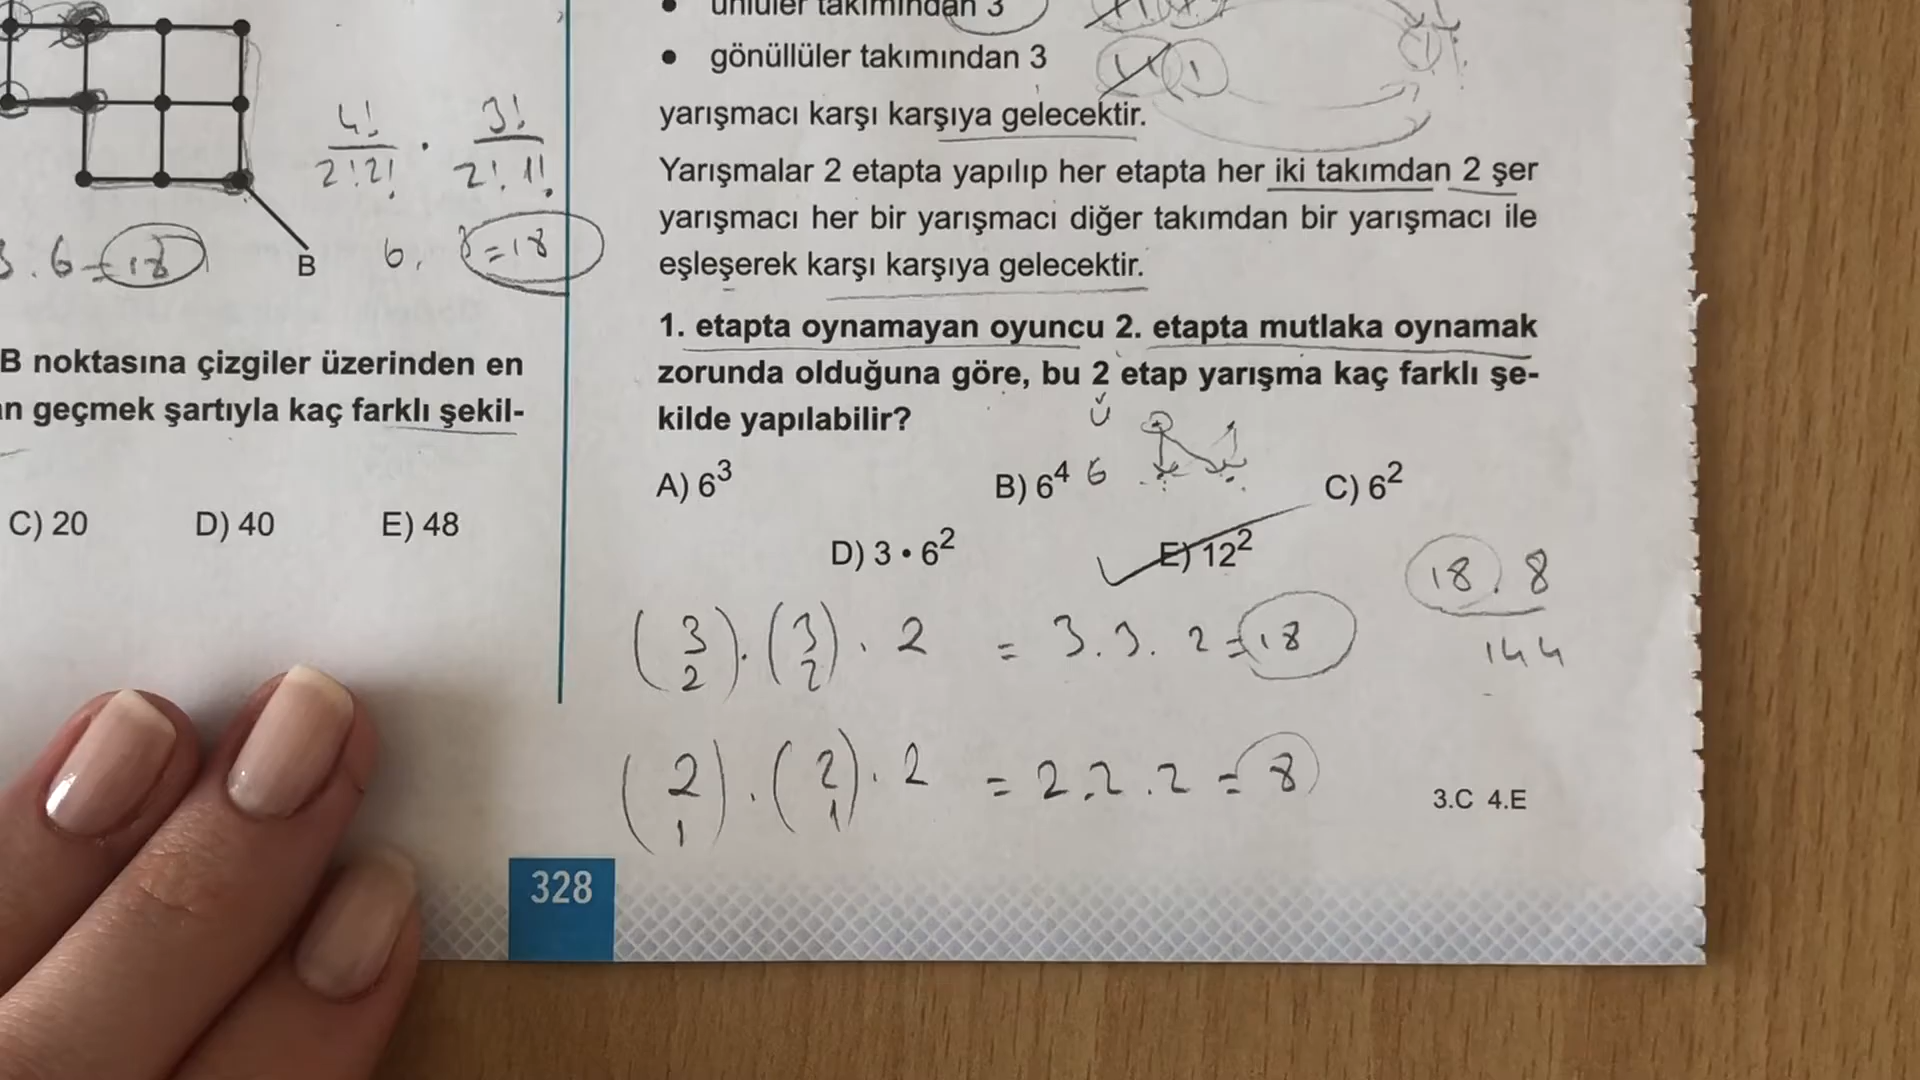 4! / 2!2! . 3! / 2! 1!
3 . 6 = 18
B
6 . 3 = 18
B noktasına çizgiler üzerinden en
n geçmek şartıyla kaç farklı şekil-
C) 20 D) 40 E) 48
• ünlüler takımından 3
• gönüllüler takımından 3
yarışmacı karşı karşıya gelecektir.
Yarışmalar 2 etapta yapılıp her etapta her iki takımdan 2 şer
yarışmacı her bir yarışmacı diğer takımdan bir yarışmacı ile
eşleşerek karşı karşıya gelecektir.
1. etapta oynamayan oyuncu 2. etapta mutlaka oynamak
zorunda olduğuna göre, bu 2 etap yarışma kaç farklı şe-
kilde yapılabilir?
Ü
G
A) 6³ B) 6⁴ C) 6²
D) 3 • 6² E) 12²
18 . 8
144
(3 2) . (3 2) . 2 = 3 . 3 . 2 = 18
(2 1) . (2 1) . 2 = 2 . 2 . 2 = 8
3.C 4.E
328